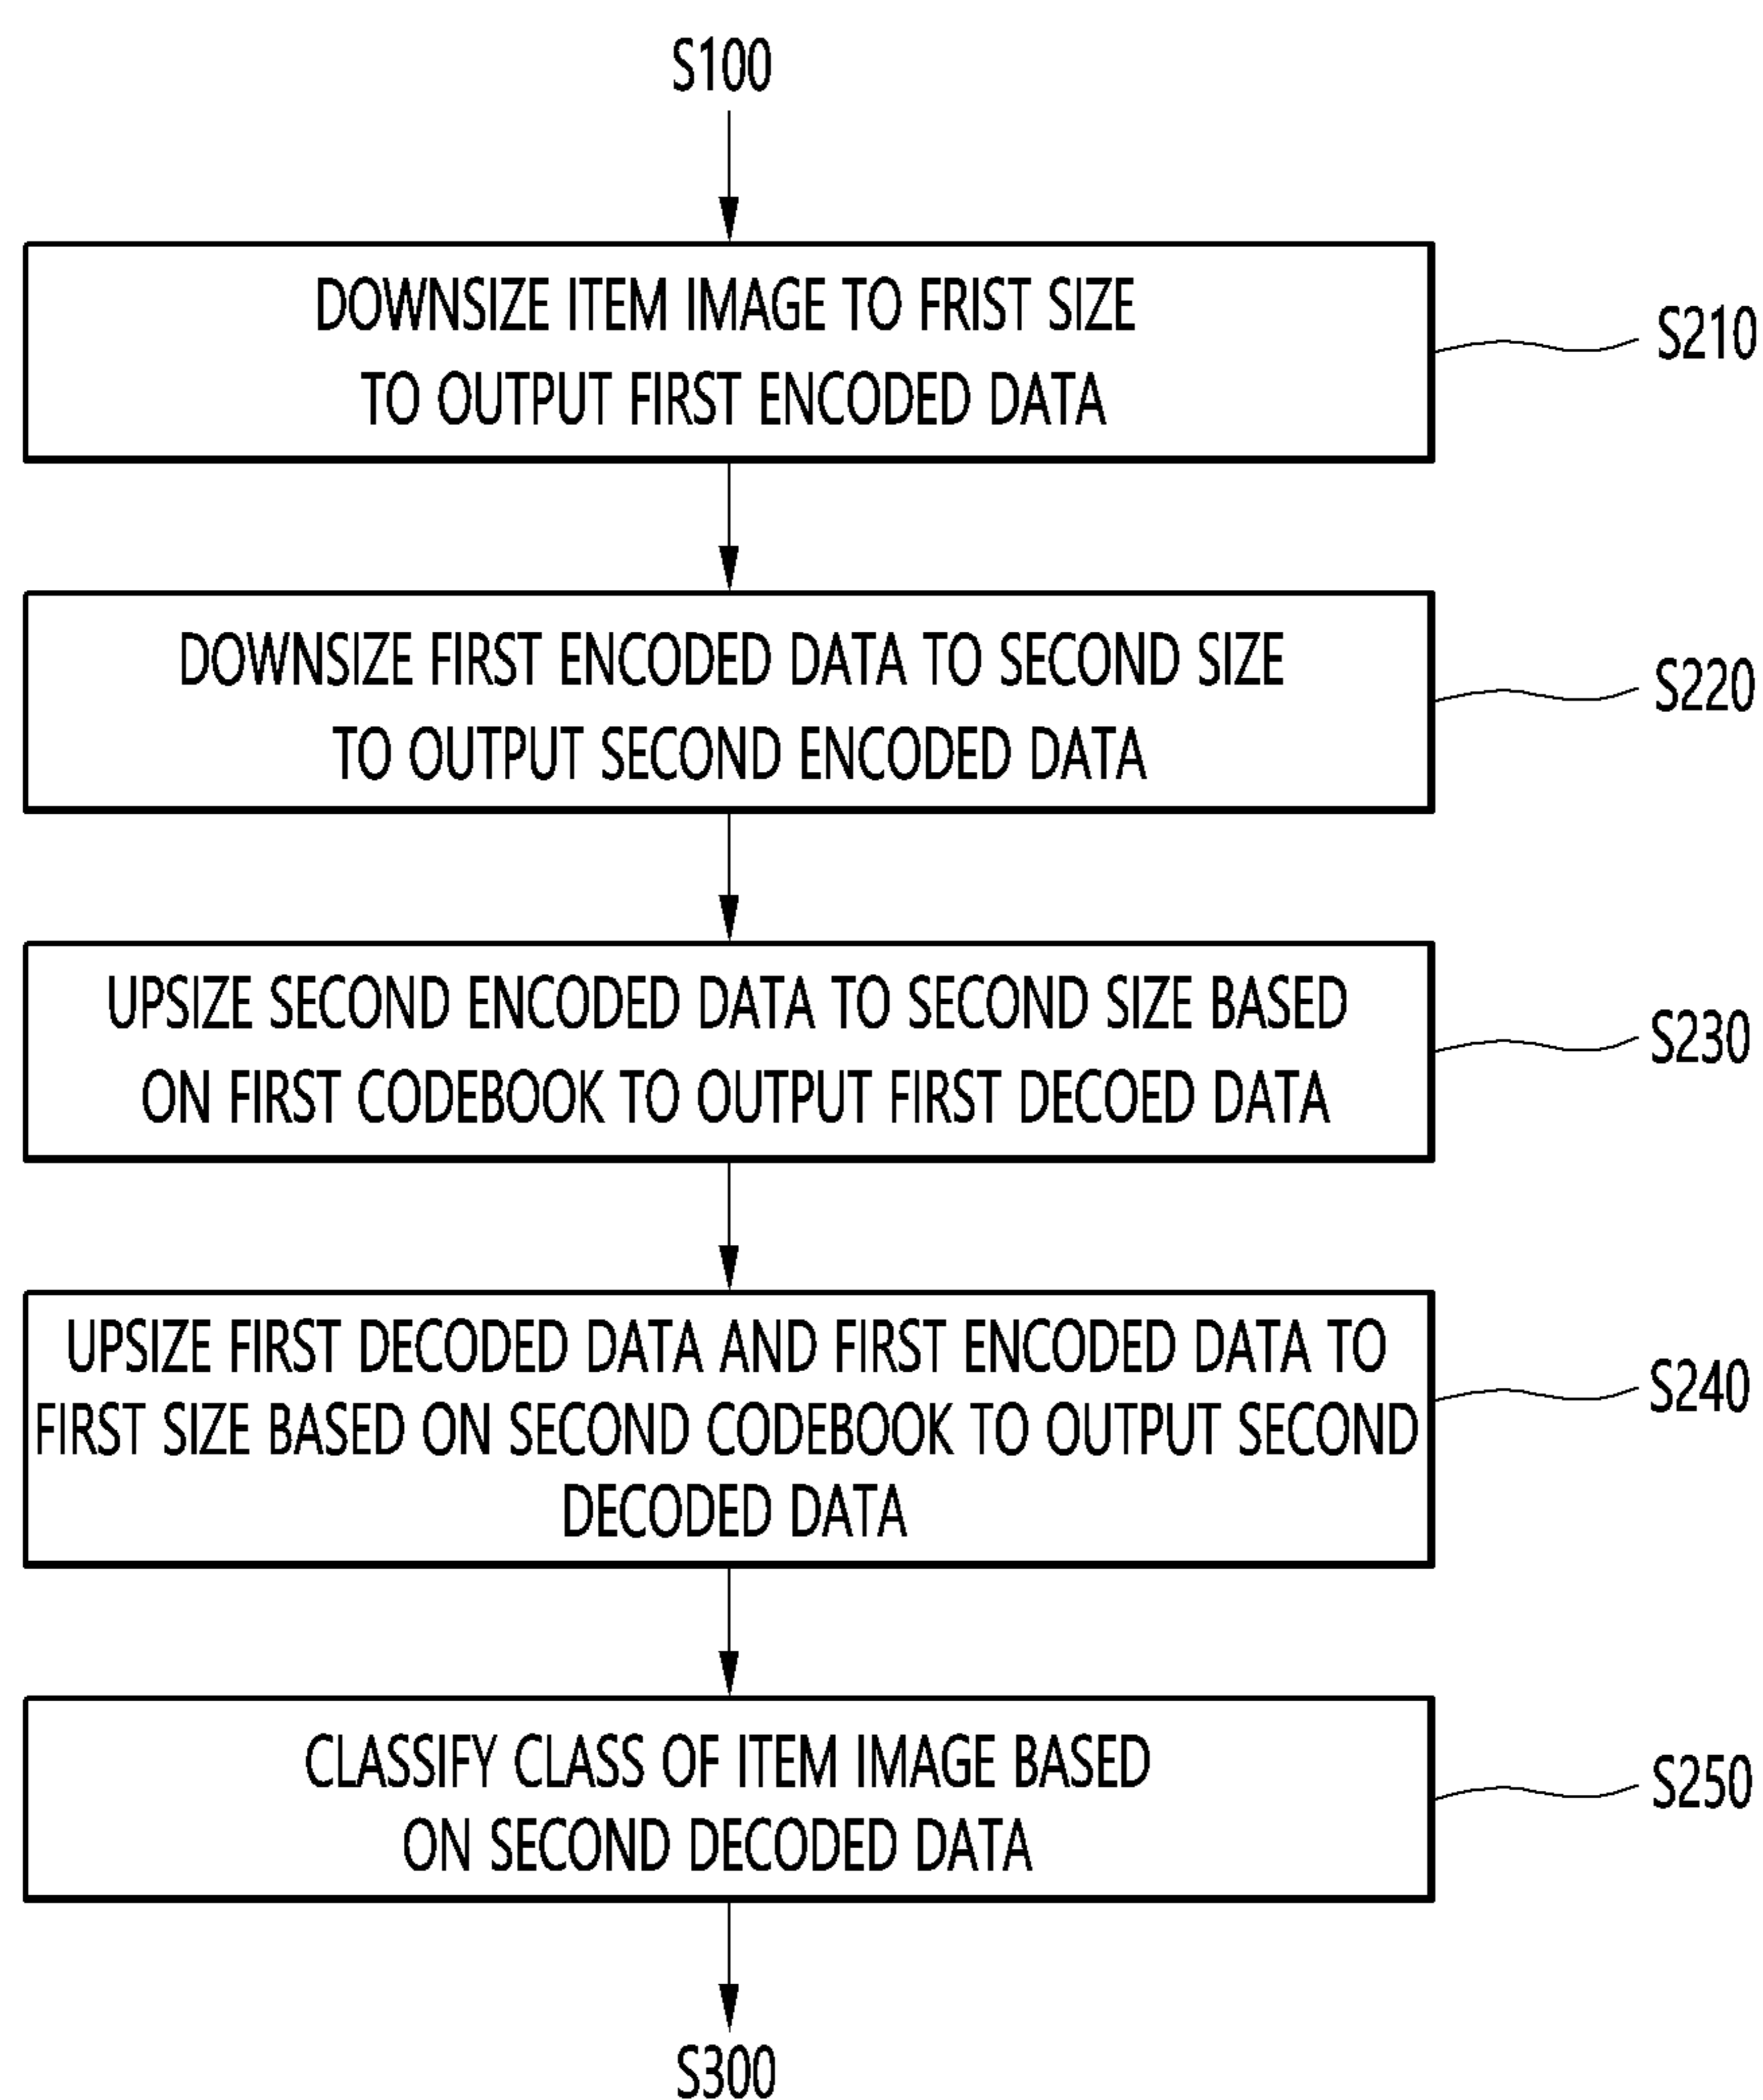 S100
DOWNSIZE ITEM IMAGE TO FRIST SIZE
TO OUTPUT FIRST ENCODED DATA
S210
DOWNSIZE FIRST ENCODED DATA TO SECOND SIZE
TO OUTPUT SECOND ENCODED DATA
S220
UPSIZE SECOND ENCODED DATA TO SECOND SIZE BASED
ON FIRST CODEBOOK TO OUTPUT FIRST DECOED DATA
S230
UPSIZE FIRST DECODED DATA AND FIRST ENCODED DATA TO
FIRST SIZE BASED ON SECOND CODEBOOK TO OUTPUT SECOND
DECODED DATA
S240
CLASSIFY CLASS OF ITEM IMAGE BASED
ON SECOND DECODED DATA
S250
S300